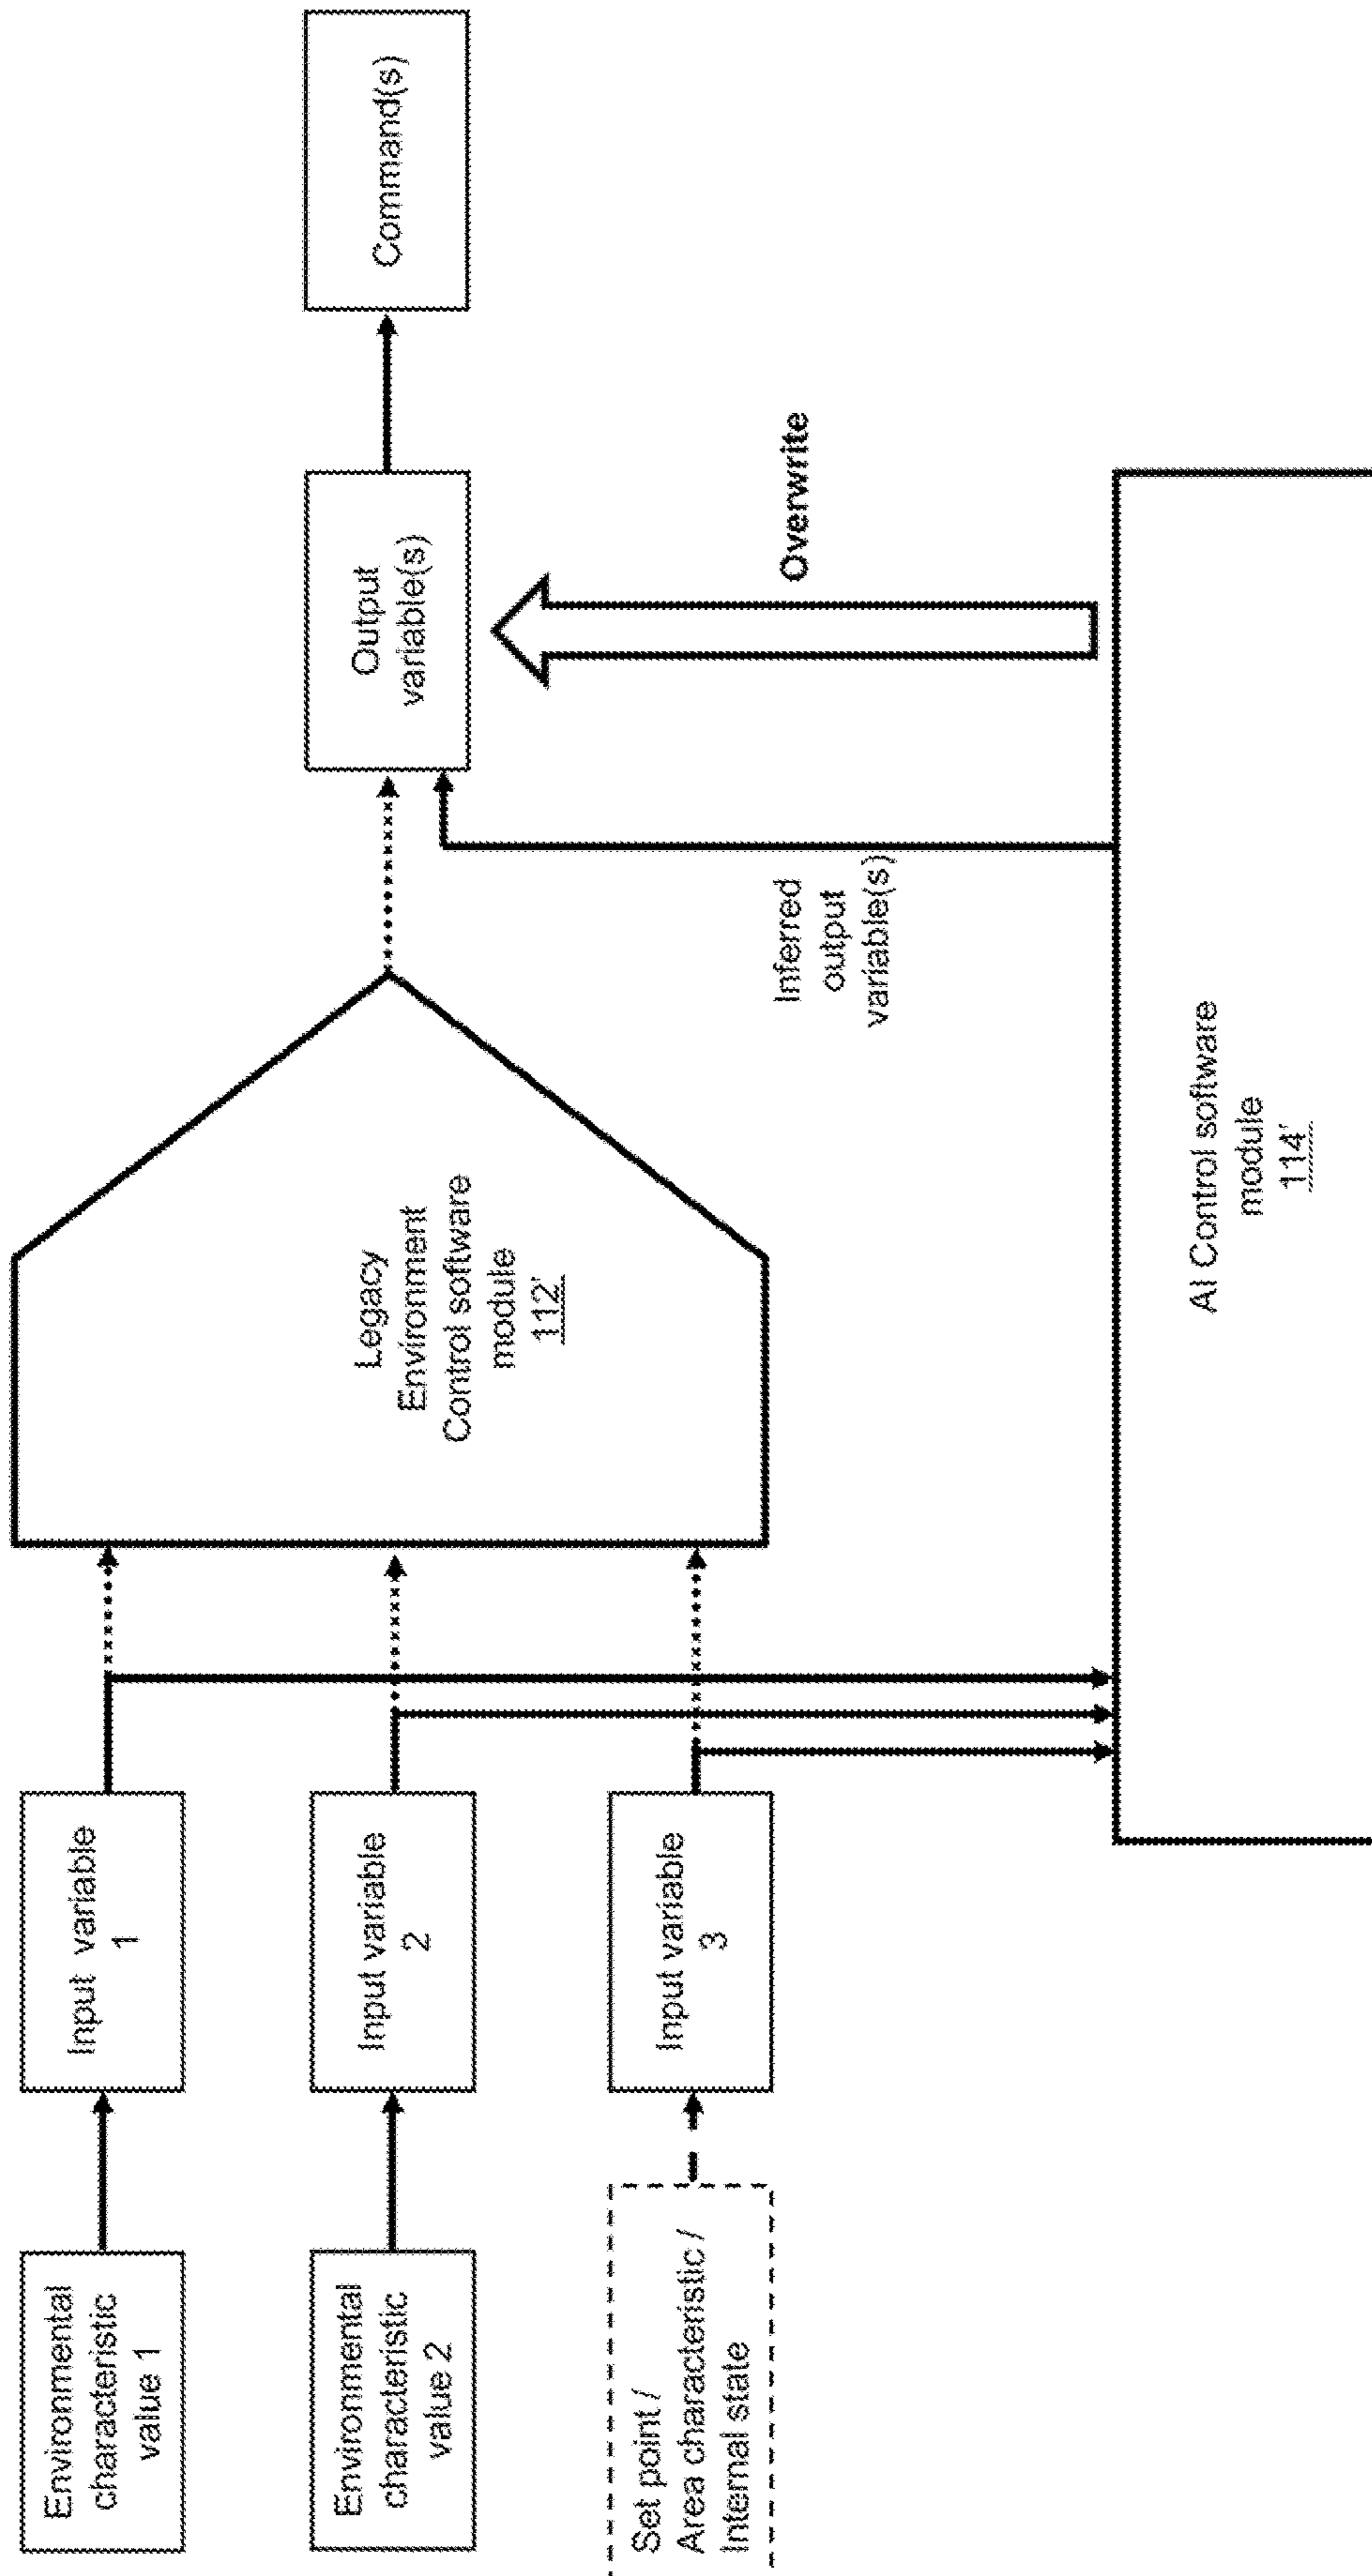 Environmental
characteristic
value 1
Environmental
characteristic
value 2
Set point /
Area characteristic /
Internal state
Input variable
1
Input variable
2
Input variable
3
Legacy
Environment
Control software
module
112'
Inferred
output
variable(s)
Output
variable(s)
Overwrite
Command(s)
AI Control software
module
114'